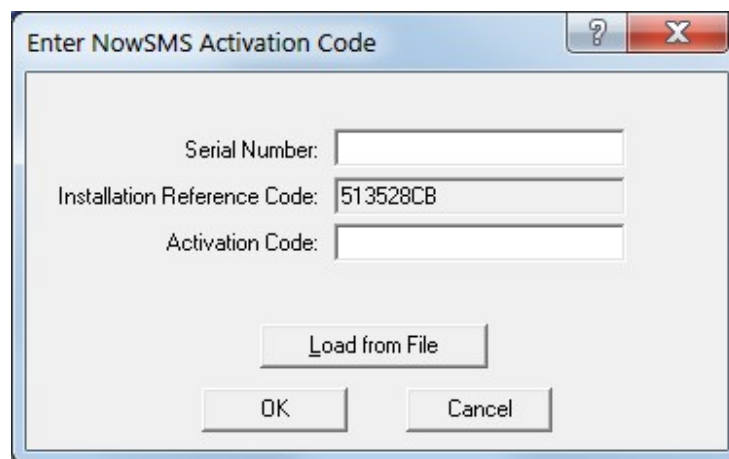 Enter NowSMS Activation Code
Serial Number:
Installation Reference Code: 513528CB
Activation Code:
Load from File
OK Cancel